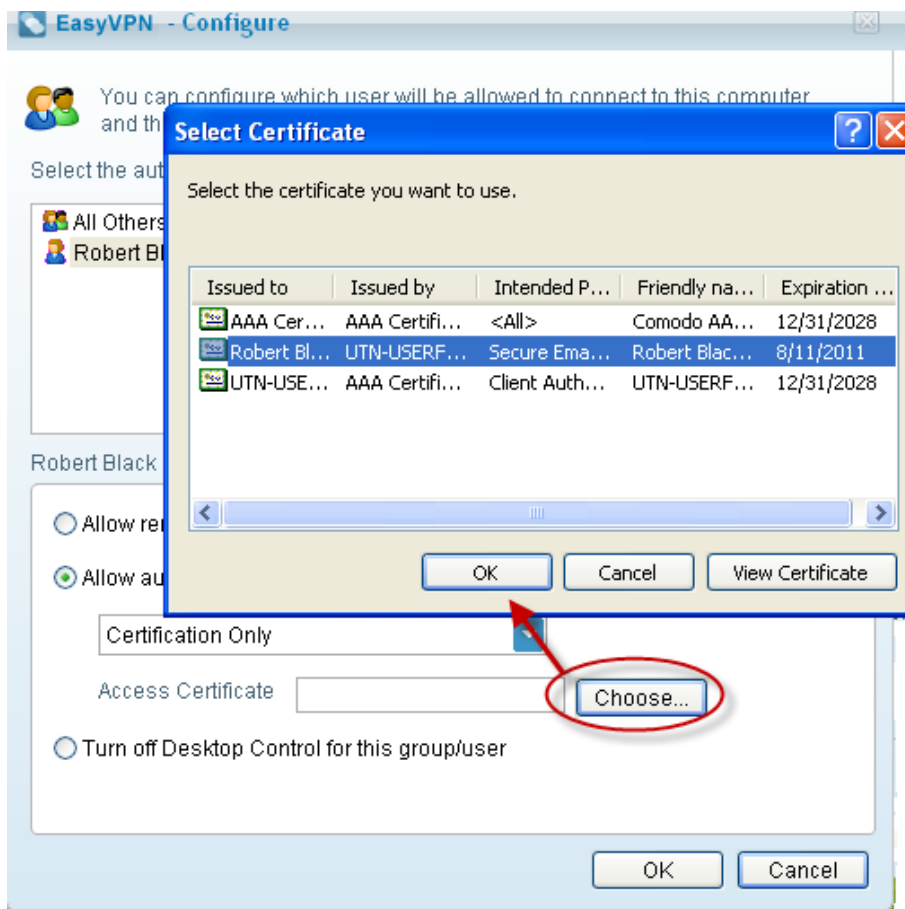 EasyVPN - Configure
You can configure which user will be allowed to connect to this computer
and th
Select Certificate
Select the aut
Select the certificate you want to use.
All Others
Robert Bl
Issued to Issued by Intended P... Friendly na... Expiration ...
AAA Cer... AAA Certifi... <All> Comodo AA... 12/31/2028
Robert Bl... UTN-USERF... Secure Ema... Robert Blac... 8/11/2011
UTN-USE... AAA Certifi... Client Auth... UTN-USERF... 12/31/2028
Robert Black
Allow re
OK Cancel View Certificate
Allow au
Certification Only
Access Certificate Choose...
Turn off Desktop Control for this group/user
OK Cancel